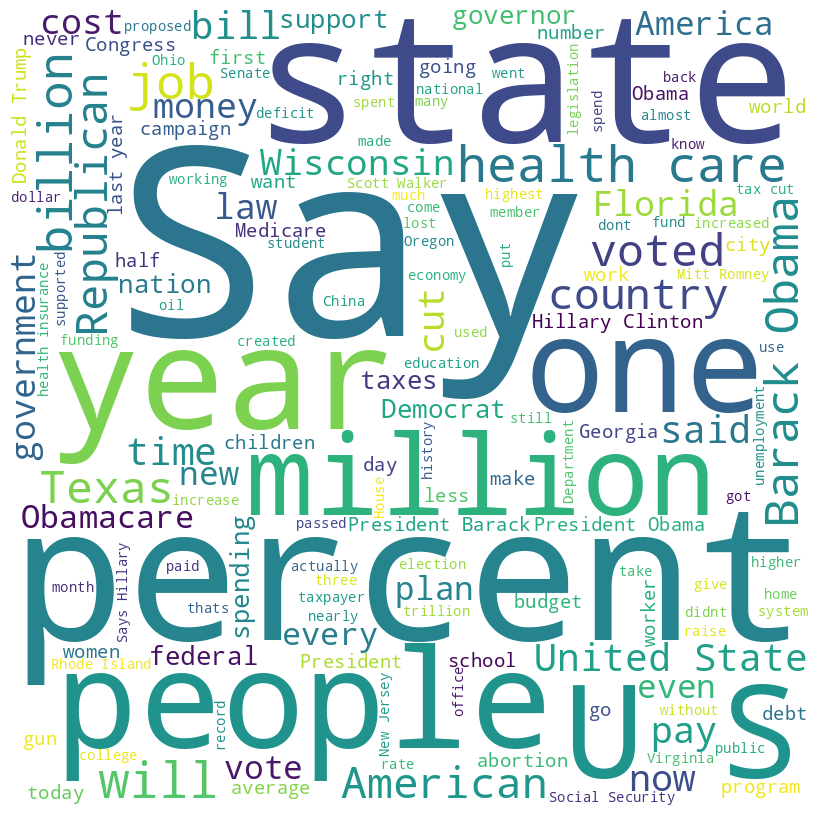 proposed
cost
bill
support
governor
America
never
Congress
first
number
state
Ohio
Senate
job
right
going
went
back
Donald Trump
billion
Republican
money
deficit
spent
national
many
legislation
spend
Obama
almost
world
campaign
made
know
last year
dollar
Say
Wisconsin
health care
working
want
Scott Walker
much
highest
tax cut
law
come
member
Florida
Medicare
lost
dont
fund
increased
student
Oregon
voted
city
half
nation
put
economy
work
Mitt Romney
government
health insurance
supported
oil
China
cut
country
Barack Obama
funding
created
used
Hillary Clinton
use
year
one
education
taxes
Democrat
still
unemployment
time
children
history
Georgia
said
new
day
million
make
Department
Texas
increase
House
less
got
Obamacare
passed
President Barack
President Obama
percent
spending
actually
election
plan
take
higher
month
paid
three
taxpayer
budget
worker
give
home
Says Hillary
thats
nearly
trillion
didnt
system
women
every
raise
Rhode Island
federal
President
school
United State
people
office
us
even
record
New Jersey
go
without
debt
gun
college
vote
rate
abortion
pay
Virginia
public
today
will
average
American
now
Social Security
program